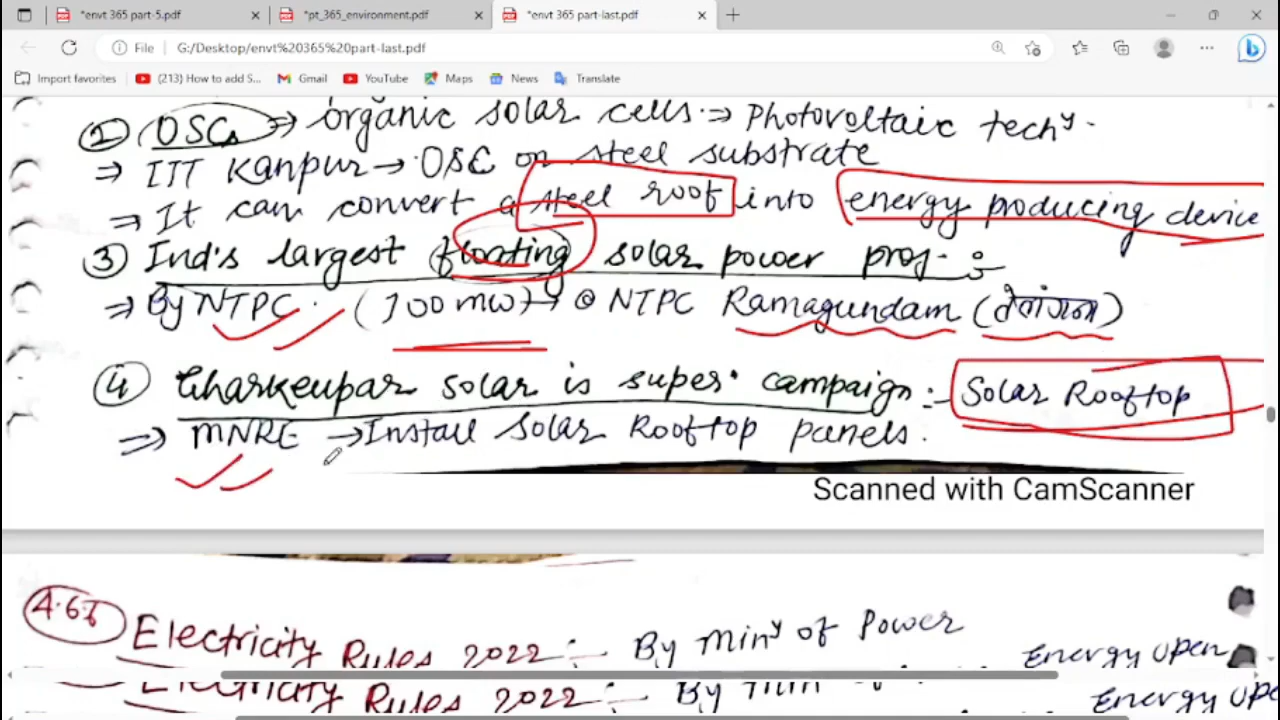 *envt 365 part-5.pdf
*pt_365_environment.pdf
*envt 365 part-last.pdf
File
G:/Desktop/envt%20365%20part-last.pdf
Import favorites
(213) How to add S...
Gmail
YouTube
Maps
News
Translate
② OSCs => organic solar cells. => Photovoltaic techʸ.
=> IIT Kanpur → OSC on steel substrate
=> It can convert a steel roof into energy producing device
③ Ind's largest floating solar power proj. :-
=> By NTPC. (100 MW) → @ NTPC Ramagundam (तेलंगाना)
④ Gharkeupar solar is super. campaign :- Solar Rooftop
=> MNRE → Install Solar Rooftop panels.
Scanned with CamScanner
Electricity Rules 2022 :- By Minʸ of Power
Energy open
Electricity Rules 2022 :- By
Energy ope